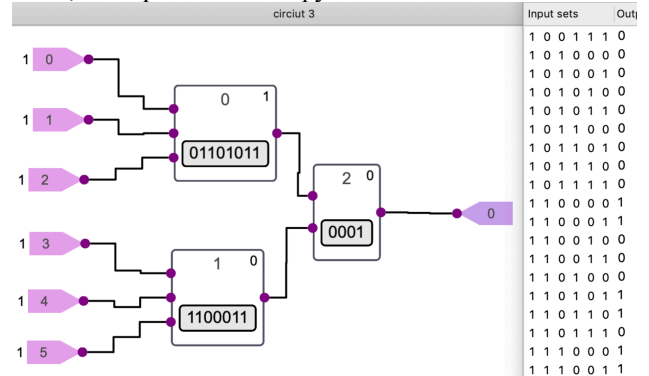 circiut 3
Input sets
Outp
1 0
0 1
01101011
1 1
1 2
2 0
0
0001
1 3
1 0
1 4
1100011
1 5
1 0 0 1 1 1 0
1 0 1 0 0 0 0
1 0 1 0 0 1 0
1 0 1 0 1 0 0
1 0 1 0 1 1 0
1 0 1 1 0 0 0
1 0 1 1 0 1 0
1 0 1 1 1 0 0
1 0 1 1 1 1 0
1 1 0 0 0 0 1
1 1 0 0 0 1 1
1 1 0 0 1 0 0
1 1 0 0 1 1 0
1 1 0 1 0 0 0
1 1 0 1 0 1 1
1 1 0 1 1 0 1
1 1 0 1 1 1 0
1 1 1 0 0 0 1
1 1 1 0 0 1 1